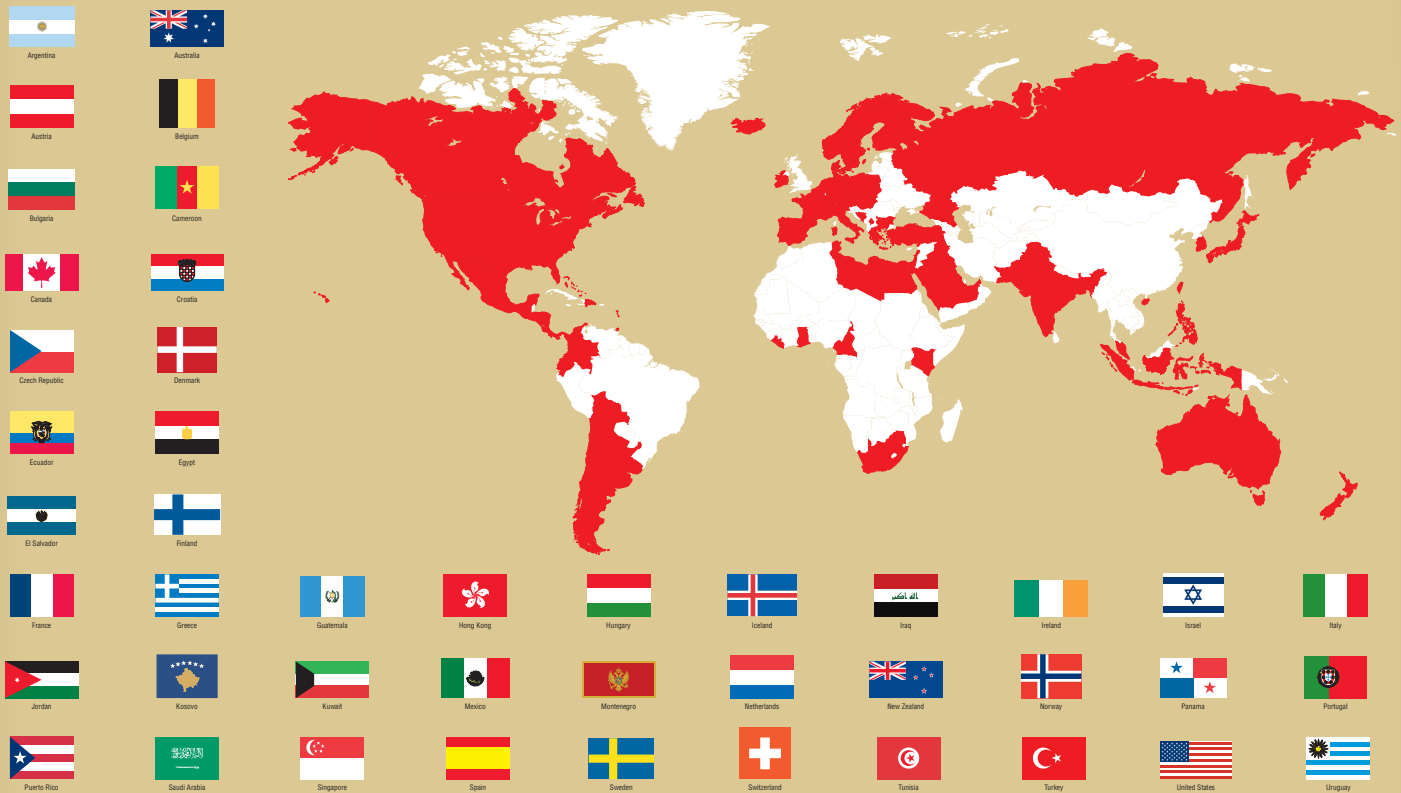 Argentina
Australia
Austria
Belgium
Bulgaria
Cameroon
Canada
Croatia
Czech Republic
Denmark
Ecuador
Egypt
El Salvador
Finland
France
Greece
Guatemala
Hong Kong
Hungary
Iceland
Iraq
Ireland
Israel
Italy
Jordan
Kosovo
Kuwait
Mexico
Montenegro
Netherlands
New Zealand
Norway
Panama
Portugal
Puerto Rico
Saudi Arabia
Singapore
Spain
Sweden
Switzerland
Tunisia
Turkey
United States
Uruguay